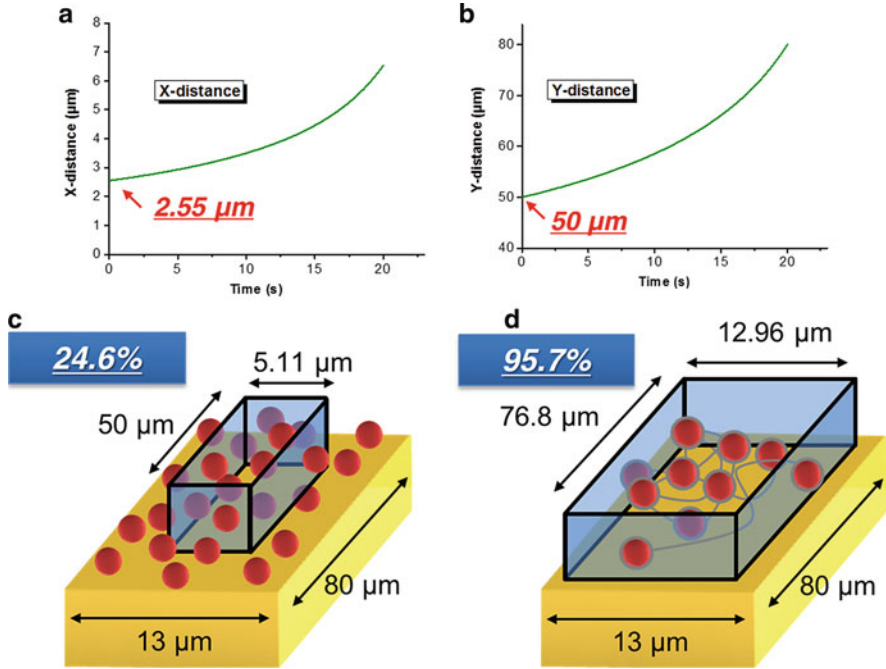 a
8
7
6
5
4
3
2
1
0
X-distance (µm)
X-distance
2.55 µm
0
5
10
15
20
Time (s)
b
80
70
60
50
40
Y-distance (µm)
Y-distance
50 µm
0
5
10
15
20
Time (s)
c
24.6%
5.11 µm
50 µm
80 µm
13 µm
d
95.7%
12.96 µm
76.8 µm
80 µm
13 µm